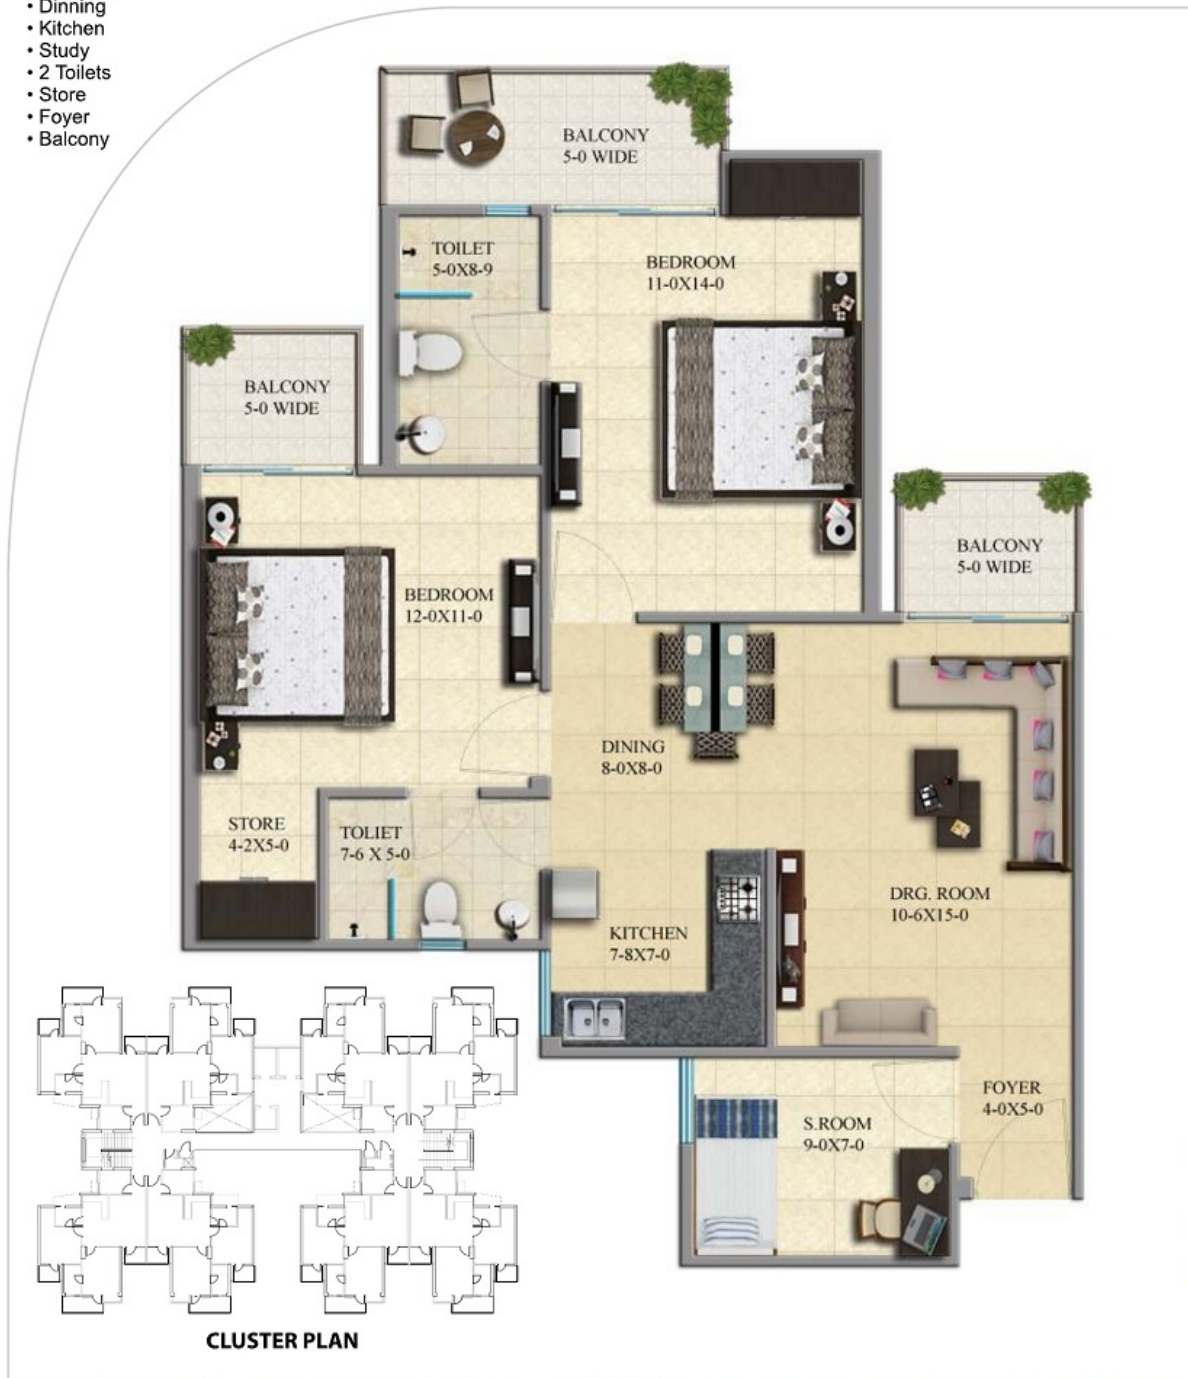 • Dinning
• Kitchen
• Study
• 2 Toilets
• Store
• Foyer
• Balcony
BALCONY
5-0 WIDE
TOILET
5-0X8-9
BEDROOM
11-0X14-0
BALCONY
5-0 WIDE
BALCONY
5-0 WIDE
BEDROOM
12-0X11-0
DINING
8-0X8-0
STORE
4-2X5-0
TOLIET
7-6 X 5-0
DRG. ROOM
10-6X15-0
KITCHEN
7-8X7-0
FOYER
4-0X5-0
S.ROOM
9-0X7-0
CLUSTER PLAN